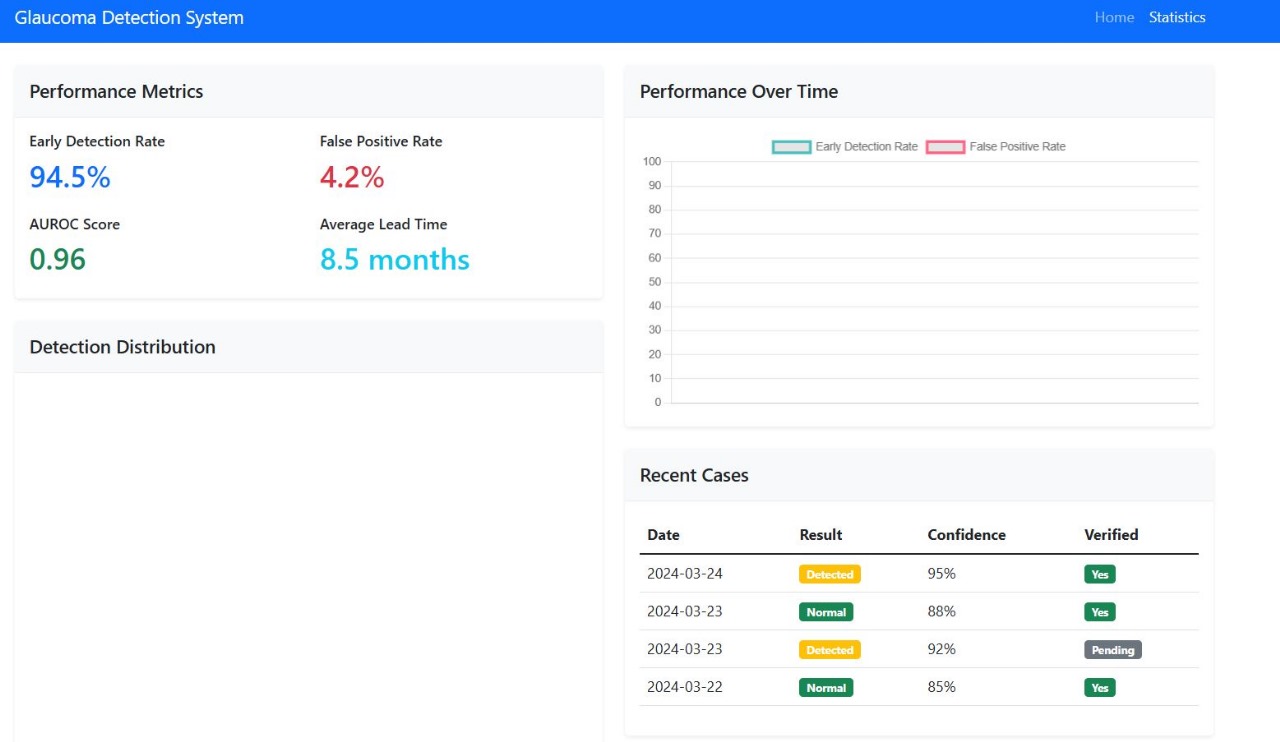 Glaucoma Detection System
Home Statistics
Performance Metrics
Early Detection Rate False Positive Rate
94.5% 4.2%
AUROC Score Average Lead Time
0.96 8.5 months
Detection Distribution
Performance Over Time
Early Detection Rate False Positive Rate
100
90
80
70
60
50
40
30
20
10
0
Recent Cases
Date Result Confidence Verified
2024-03-24 Detected 95% Yes
2024-03-23 Normal 88% Yes
2024-03-23 Detected 92% Pending
2024-03-22 Normal 85% Yes